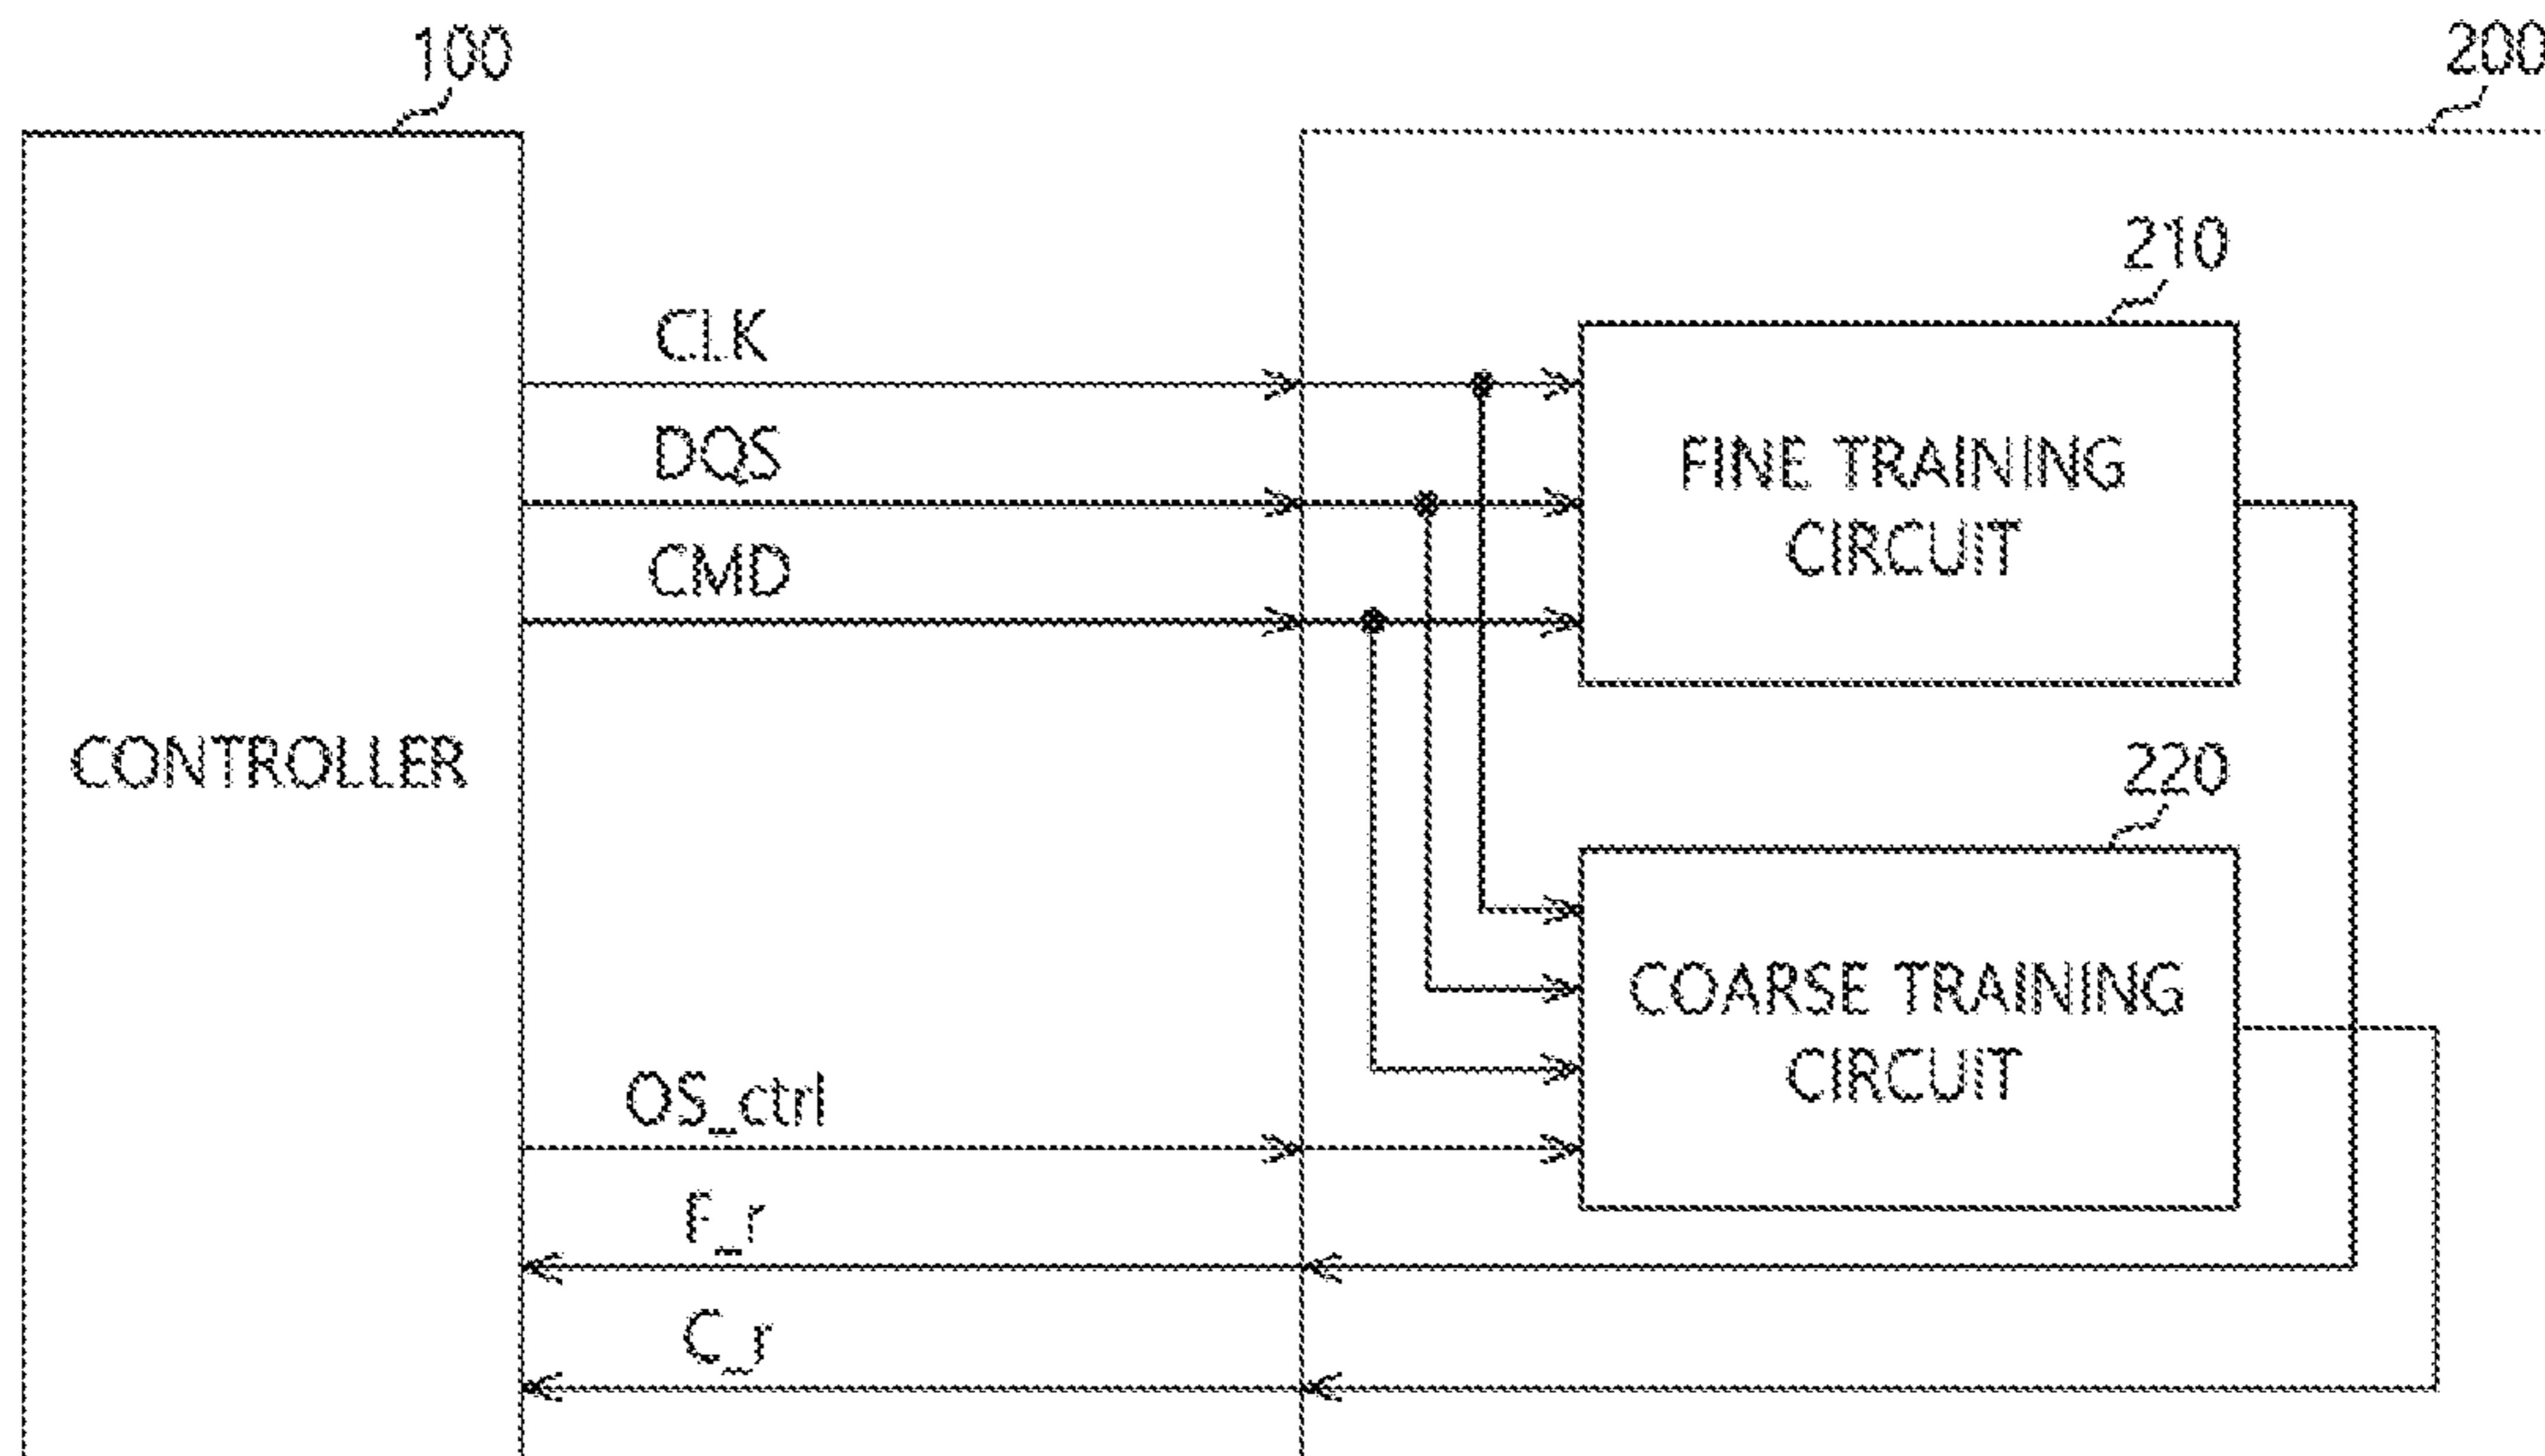 100
200
210
CLK
DQS
CMD
FINE TRAINING
CIRCUIT
CONTROLLER
220
COARSE TRAINING
CIRCUIT
OS_ctrl
F_r
C_r